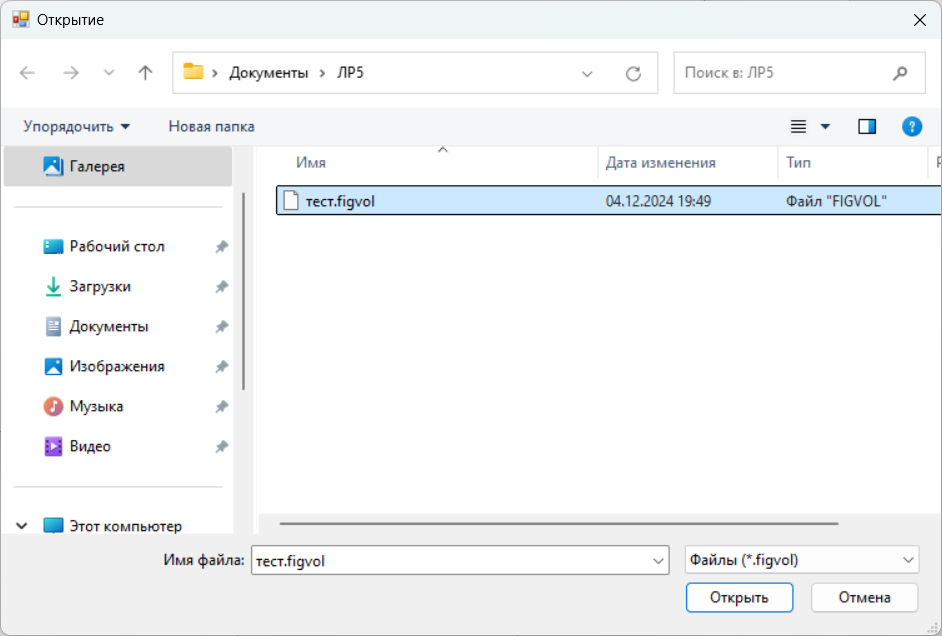 Открытие
Документы > ЛР5
Поиск в: ЛР5
Упорядочить
Новая папка
Галерея
Рабочий стол
Загрузки
Документы
Изображения
Музыка
Видео
Этот компьютер
Имя Дата изменения Тип
тест.figvol 04.12.2024 19:49 Файл "FIGVOL"
Имя файла: тест.figvol Файлы (*.figvol)
Открыть Отмена